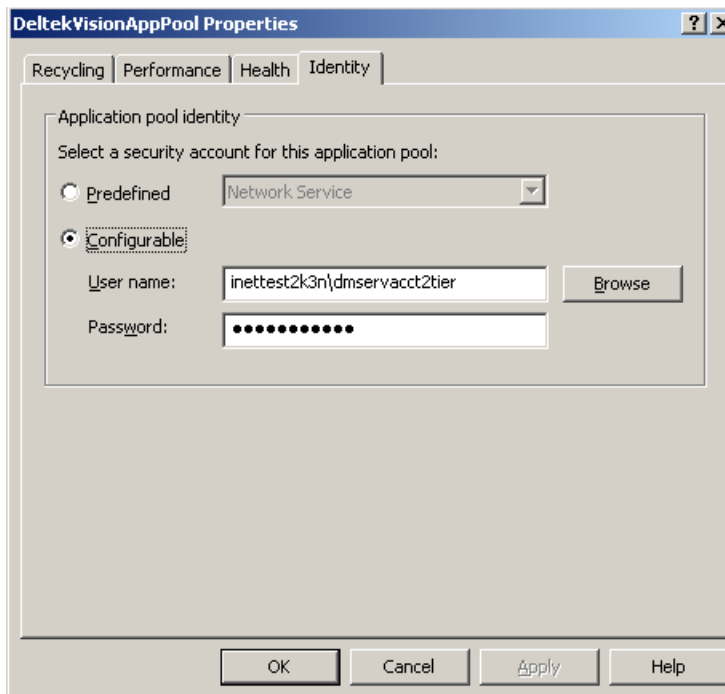 DeltekVisionAppPool Properties
Recycling Performance Health Identity
Application pool identity
Select a security account for this application pool:
Predefined Network Service
Configurable
User name: inettest2k3n\dmservacct2tier Browse
Password: ●●●●●●●●●●●
OK Cancel Apply Help